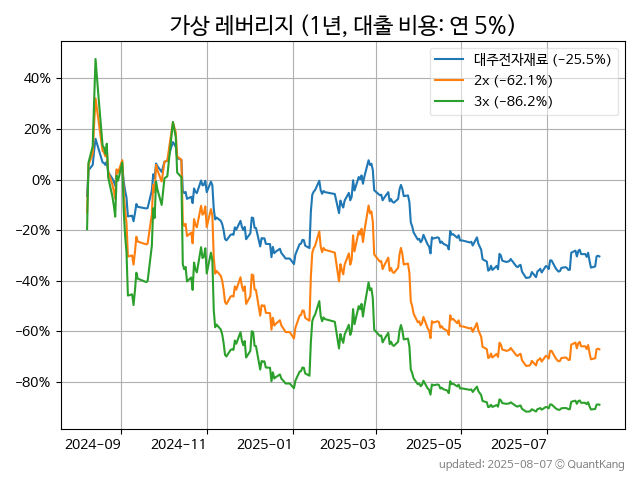 가상 레버리지 (1년, 대출 비용: 연 5%)
대주전자재료 (-25.5%)
2x (-62.1%)
3x (-86.2%)
40%
20%
0%
-20%
-40%
-60%
-80%
2024-09
2024-11
2025-01
2025-03
2025-05
2025-07
updated: 2025-08-07 © QuantKang